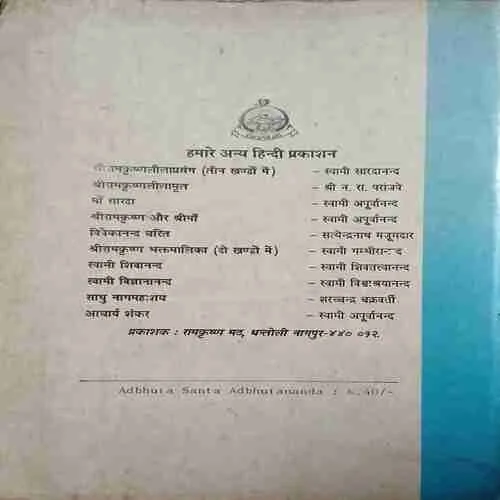 हमारे अन्य हिन्दी प्रकाशन
श्रीरामकृष्णलीलाप्रसंग (तीन खण्डों में) – स्वामी सारदानन्द
श्रीरामकृष्णलीलामृत – श्री न. रा. परांजपे
माँ सारदा – स्वामी अपूर्वानन्द
श्रीरामकृष्ण और श्रीमाँ – स्वामी अपूर्वानन्द
विवेकानन्द चरित – सत्येन्द्रनाथ मजूमदार
श्रीरामकृष्ण भक्तमालिका (दो खण्डों में) – स्वामी गम्भीरानन्द
स्वामी शिवानन्द – स्वामी शिवतत्त्वानन्द
स्वामी विज्ञानानन्द – स्वामी विश्वाश्रयानन्द
साधु नागमहाशय – शरच्चन्द्र चक्रवर्ती
आचार्य शंकर – स्वामी अपूर्वानन्द
प्रकाशक : रामकृष्ण मठ, धन्तोली नागपुर-४४० ०१२.
Adbhuta Santa Adbhutananda :